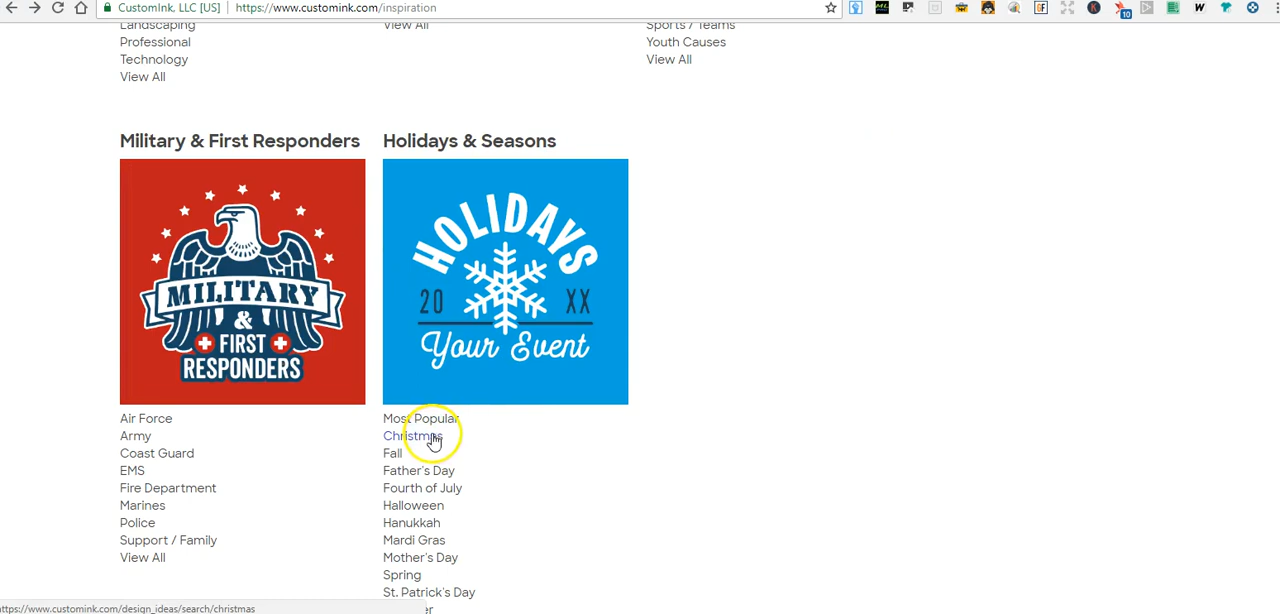 CustomInk, LLC [US] | https://www.customink.com/inspiration
Landscaping
Professional
Technology
View All
View All
Sports / Teams
Youth Causes
View All
Military & First Responders
MILITARY
&
FIRST
RESPONDERS
Air Force
Army
Coast Guard
EMS
Fire Department
Marines
Police
Support / Family
View All
Holidays & Seasons
HOLIDAYS
20 XX
Your Event
Most Popular
Christmas
Fall
Father's Day
Fourth of July
Halloween
Hanukkah
Mardi Gras
Mother's Day
Spring
St. Patrick's Day
https://www.customink.com/design_ideas/search/christmas
10
GF
K
W